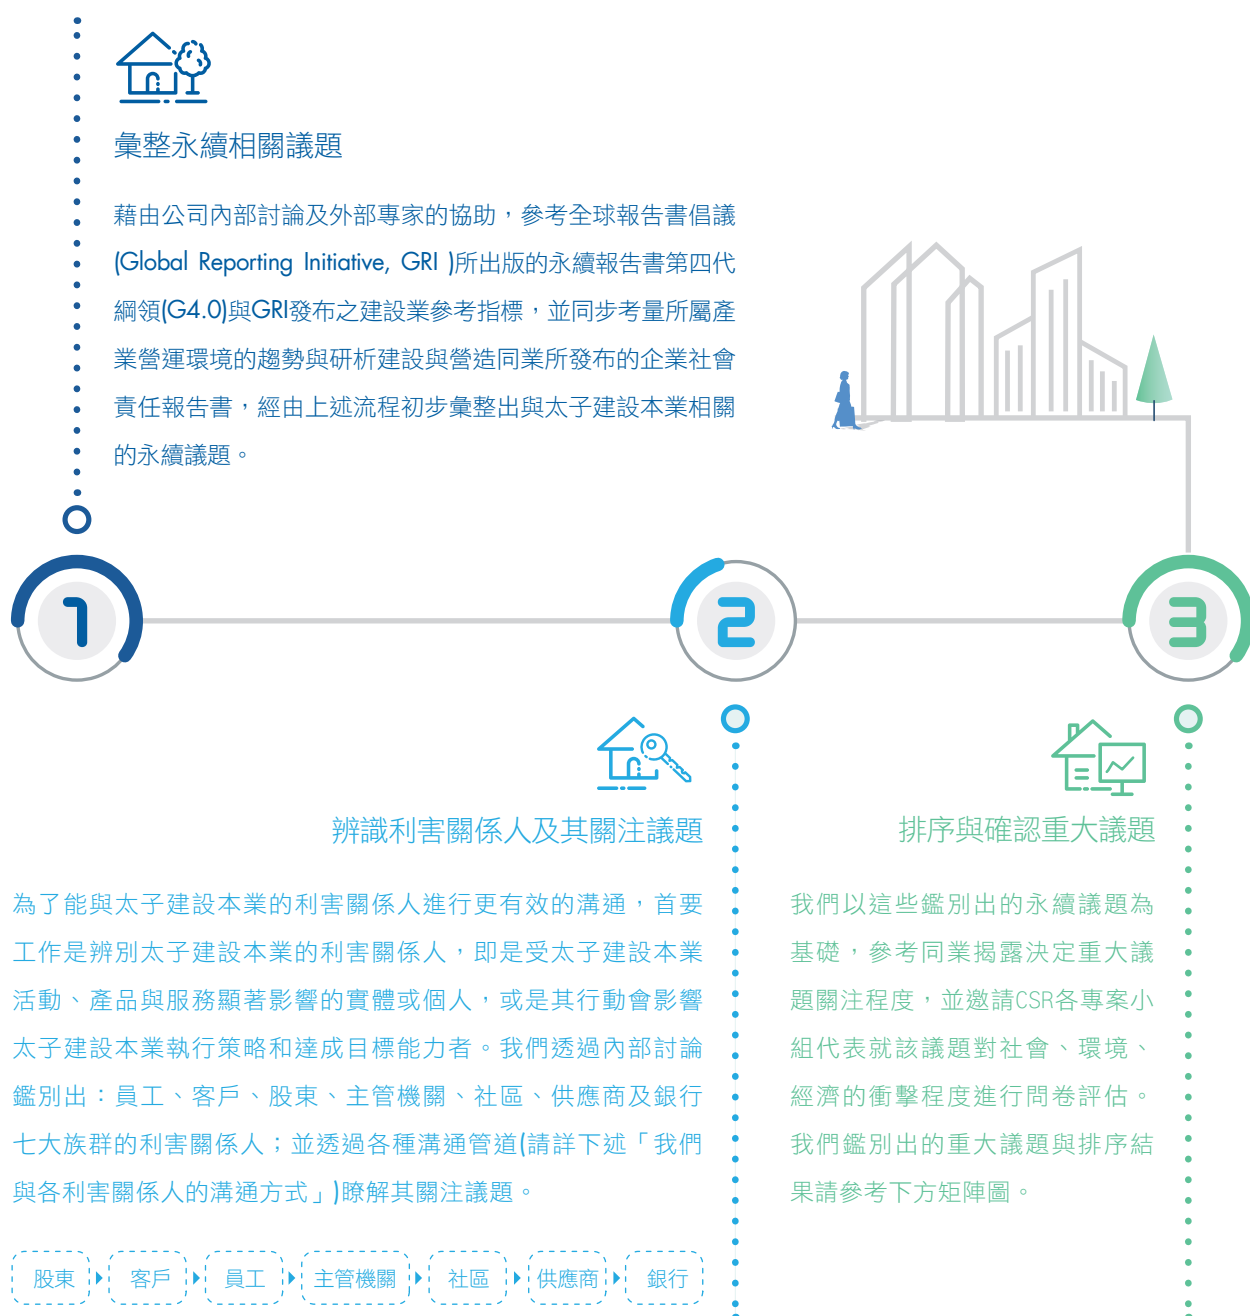 彙整永續相關議題
藉由公司內部討論及外部專家的協助，參考全球報告書倡議
(Global Reporting Initiative, GRI )所出版的永續報告書第四代
綱領(G4.0)與GRI發布之建設業參考指標，並同步考量所屬產
業營運環境的趨勢與研析建設與營造同業所發布的企業社會
責任報告書，經由上述流程初步彙整出與太子建設本業相關
的永續議題。
1
2
3
辨識利害關係人及其關注議題
為了能與太子建設本業的利害關係人進行更有效的溝通，首要
工作是辨別太子建設本業的利害關係人，即是受太子建設本業
活動、產品與服務顯著影響的實體或個人，或是其行動會影響
太子建設本業執行策略和達成目標能力者。我們透過內部討論
鑑別出：員工、客戶、股東、主管機關、社區、供應商及銀行
七大族群的利害關係人；並透過各種溝通管道(請詳下述「我們
與各利害關係人的溝通方式」)瞭解其關注議題。
股東 客戶 員工 主管機關 社區 供應商 銀行
排序與確認重大議題
我們以這些鑑別出的永續議題為
基礎，參考同業揭露決定重大議
題關注程度，並邀請CSR各專案小
組代表就該議題對社會、環境、
經濟的衝擊程度進行問卷評估。
我們鑑別出的重大議題與排序結
果請參考下方矩陣圖。